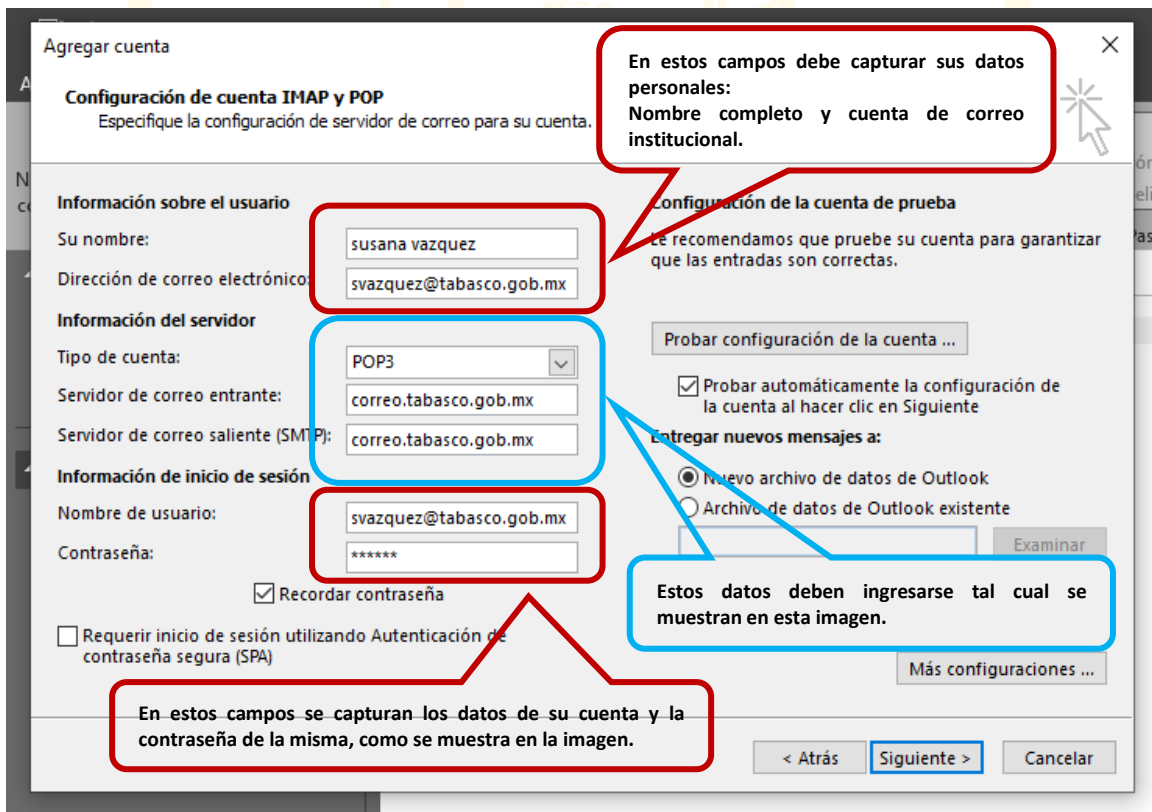 Agregar cuenta
Configuración de cuenta IMAP y POP
Especifique la configuración de servidor de correo para su cuenta.
En estos campos debe capturar sus datos
personales:
Nombre completo y cuenta de correo
institucional.
Información sobre el usuario
Su nombre:
susana vazquez
Dirección de correo electrónico:
svazquez@tabasco.gob.mx
Información del servidor
Tipo de cuenta:
POP3
Servidor de correo entrante:
correo.tabasco.gob.mx
Servidor de correo saliente (SMTP):
correo.tabasco.gob.mx
Información de inicio de sesión
Nombre de usuario:
svazquez@tabasco.gob.mx
Contraseña:
******
Recordar contraseña
Requerir inicio de sesión utilizando Autenticación de
contraseña segura (SPA)
Configuración de la cuenta de prueba
Le recomendamos que pruebe su cuenta para garantizar
que las entradas son correctas.
Probar configuración de la cuenta ...
Probar automáticamente la configuración de
la cuenta al hacer clic en Siguiente
Entregar nuevos mensajes a:
Nuevo archivo de datos de Outlook
Archivo de datos de Outlook existente
Examinar
Estos datos deben ingresarse tal cual se
muestran en esta imagen.
Más configuraciones ...
En estos campos se capturan los datos de su cuenta y la
contraseña de la misma, como se muestra en la imagen.
< Atrás
Siguiente >
Cancelar